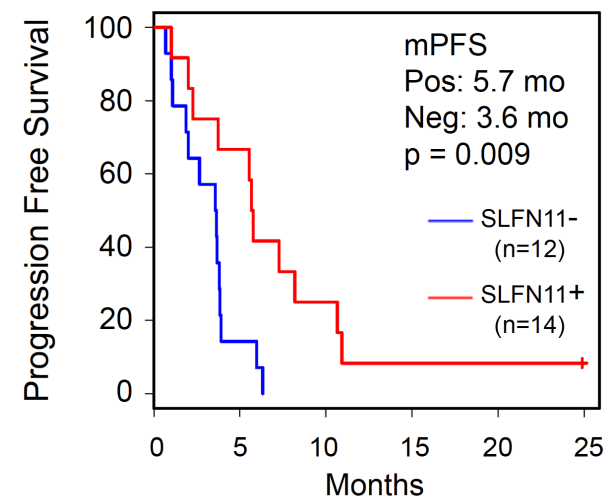 Progression Free Survival
100
80
60
40
20
0
mPFS
Pos: 5.7 mo
Neg: 3.6 mo
p = 0.009
SLFN11-
(n=12)
SLFN11+
(n=14)
0 5 10 15 20 25
Months